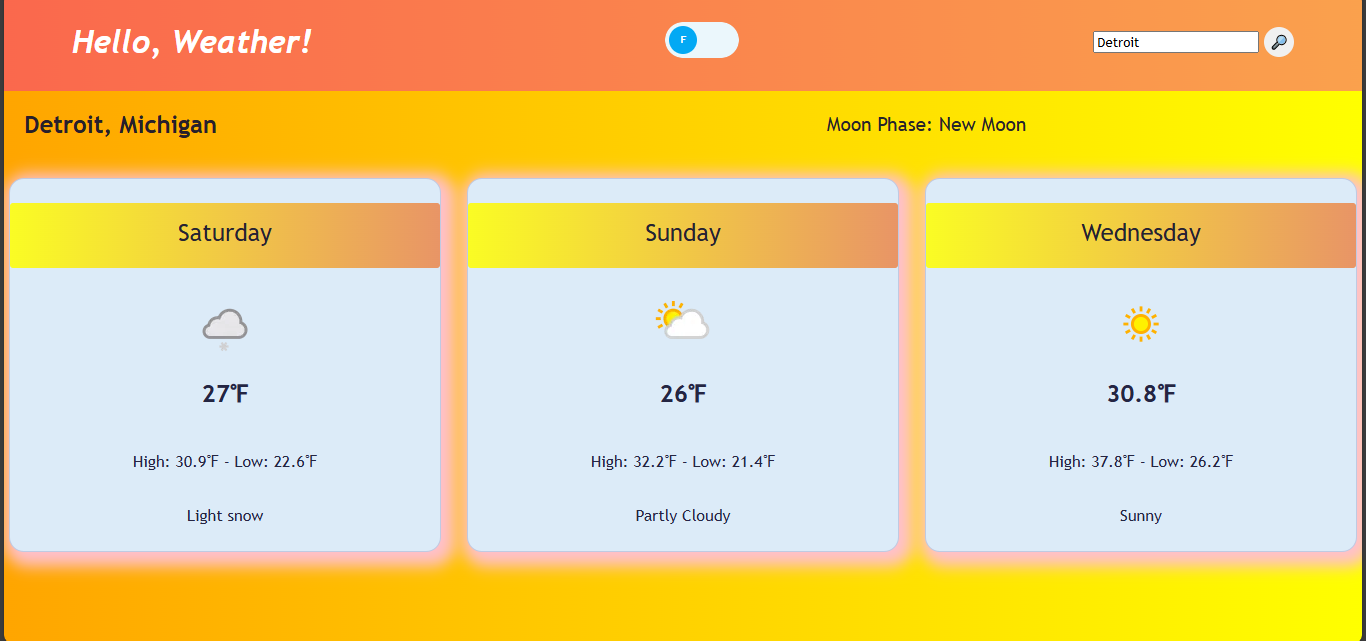 Hello, Weather!
F
Detroit
Detroit, Michigan
Moon Phase: New Moon
Saturday
27°F
High: 30.9°F - Low: 22.6°F
Light snow
Sunday
26°F
High: 32.2°F - Low: 21.4°F
Partly Cloudy
Wednesday
30.8°F
High: 37.8°F - Low: 26.2°F
Sunny